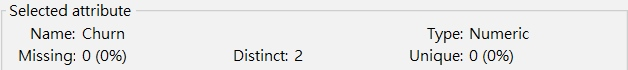 Selected attribute
Name: Churn Type: Numeric
Missing: 0 (0%) Distinct: 2 Unique: 0 (0%)